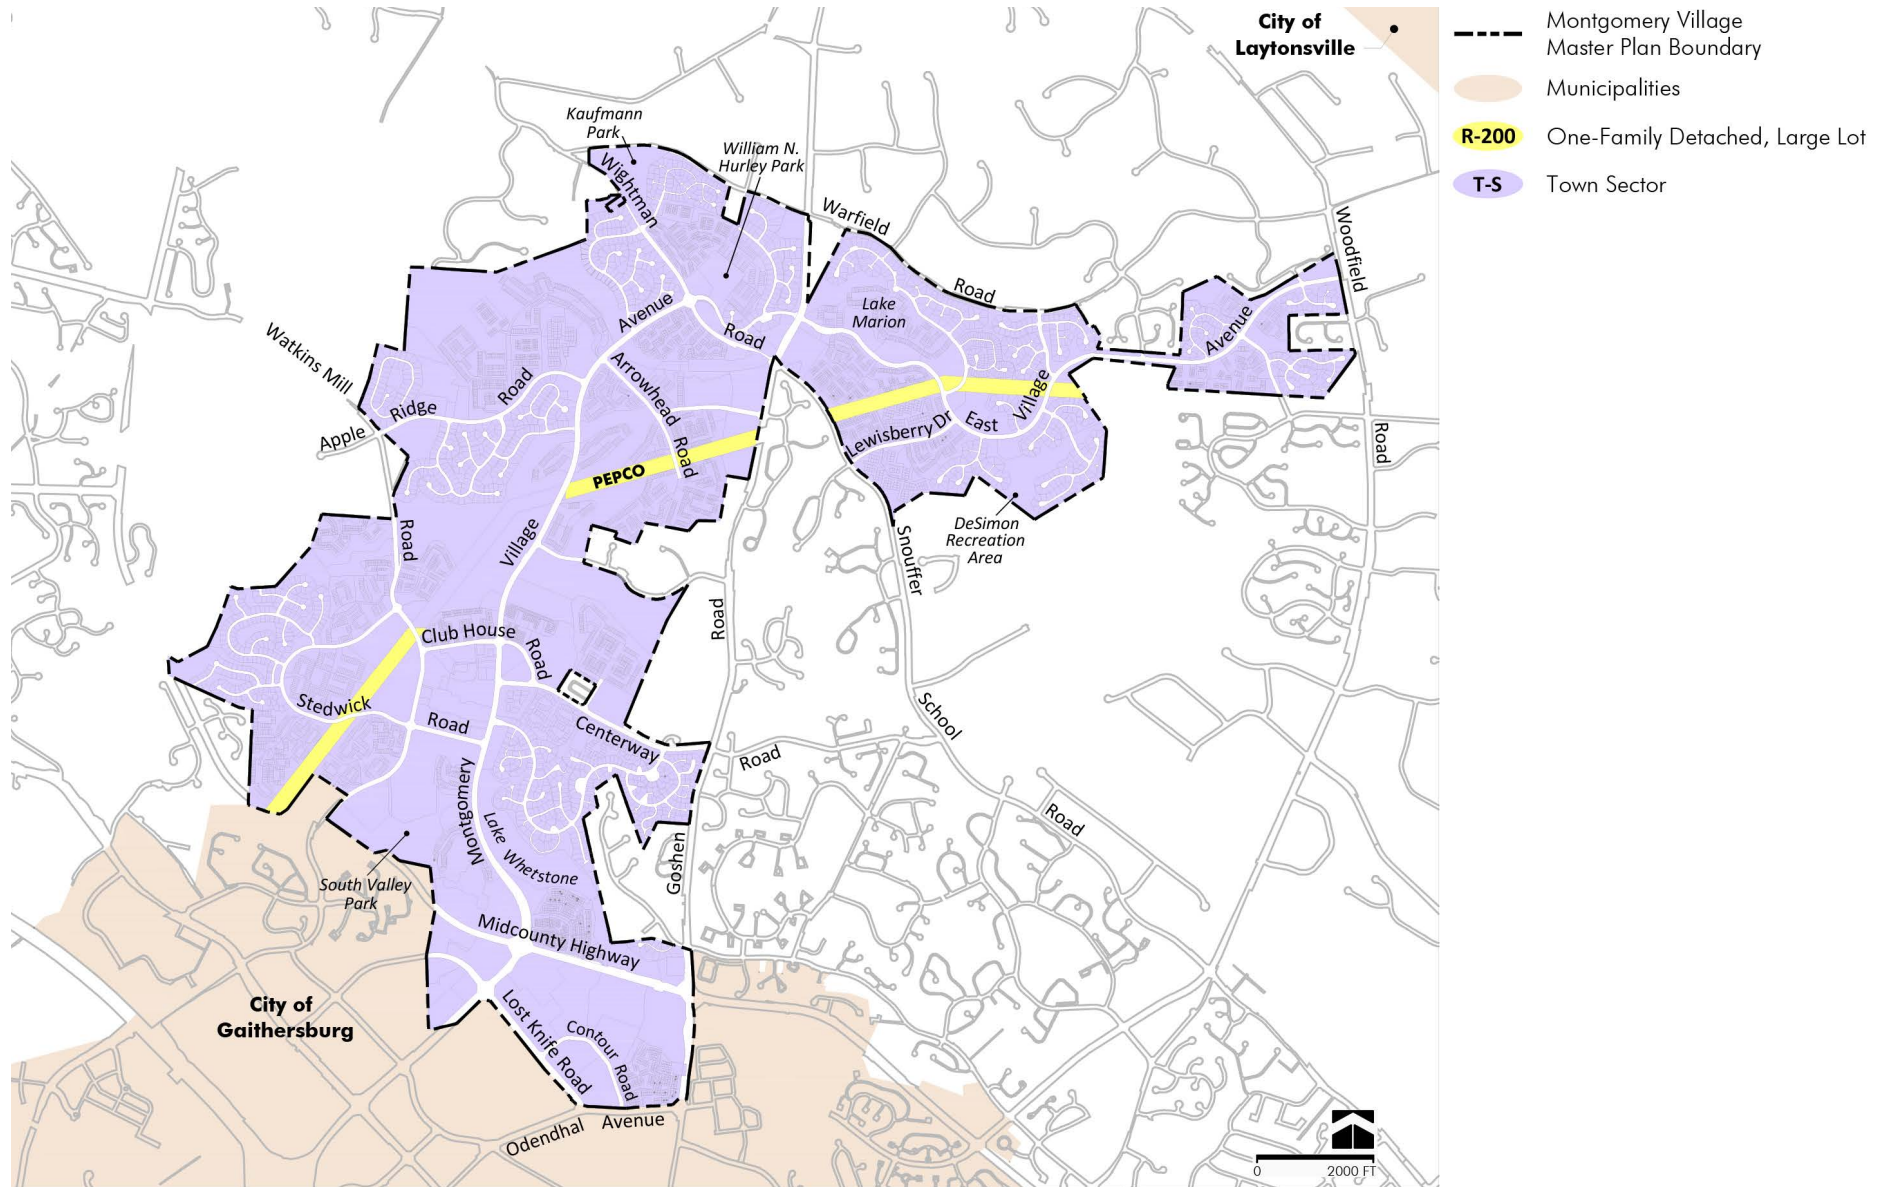 City of
Laytonsville
Montgomery Village
Master Plan Boundary
Municipalities
R-200
One-Family Detached, Large Lot
T-S
Town Sector
Kaufmann
Park
William N.
Hurley Park
Wightman
Warfield
Woodfield
Road
Lake
Marion
Avenue
Road
Avenue
Watkins Mill
Arrowhead
Road
Ridge
Village
Apple
Lewisberry Dr
East
Road
Road
PEPCO
Road
Village
DeSimon
Recreation
Area
Snouffer
Road
Club House
Road
Stedwick
Road
Centerway
School
Road
Montgomery
Lake
Whetstone
Road
Goshen
South Valley
Park
Midcounty Highway
City of
Gaithersburg
Lost Knife Road
Contour
Road
Odendhal
Avenue
0
2000 FT